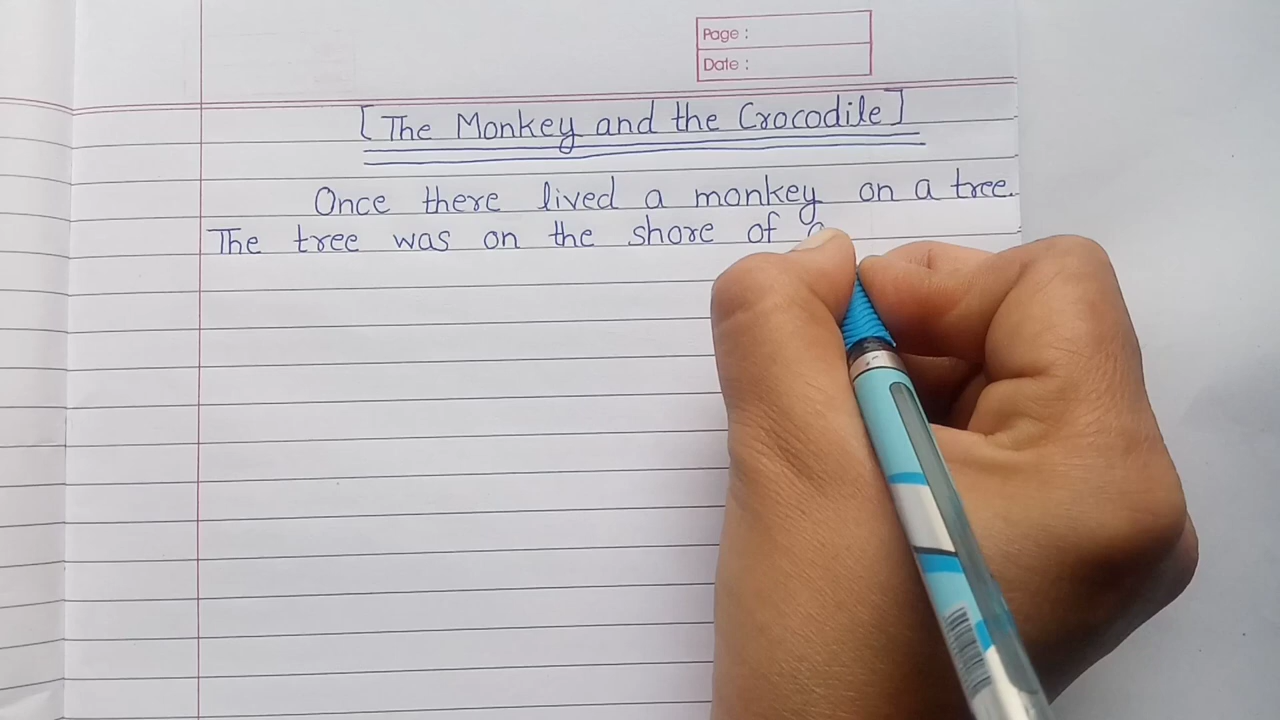 Page :
Date :
[The Monkey and the Crocodile]
Once there lived a monkey on a tree.
The tree was on the shore of